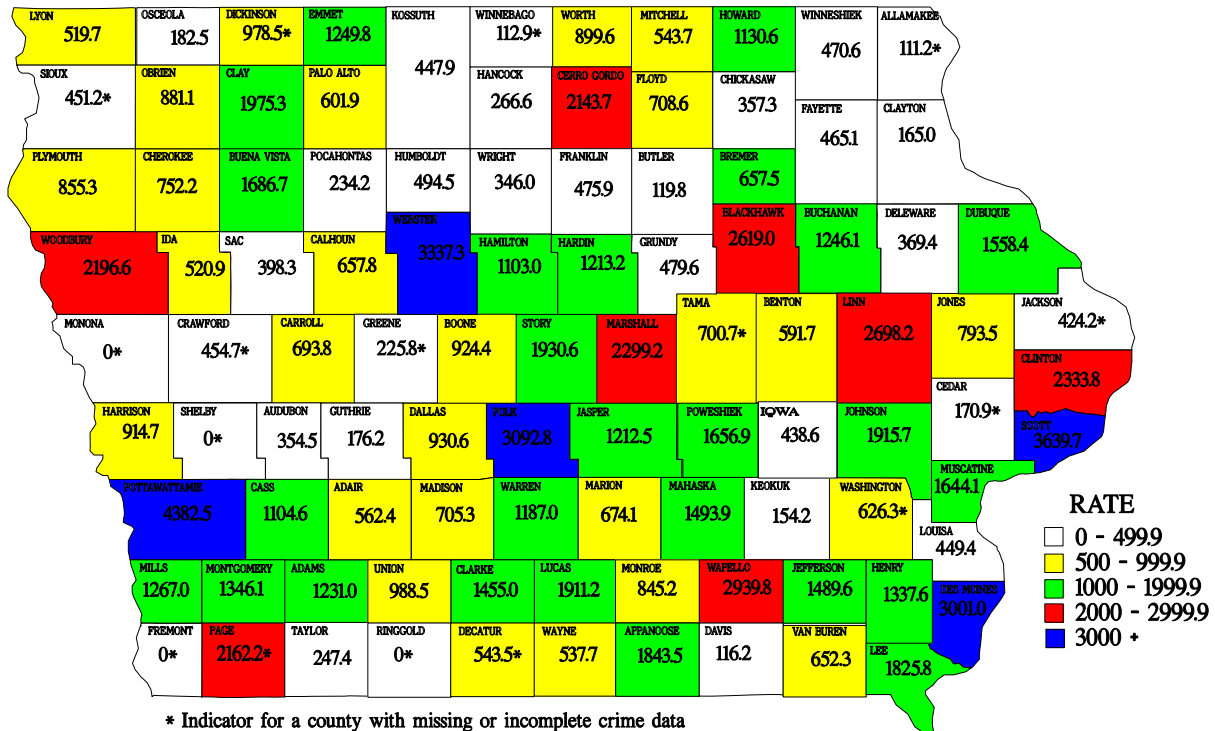 LYON OSCEOLA DICKINSON EMMET KOSSUTH WINNEBAGO WORTH MITCHELL HOWARD WINNESHIEK ALLAMAKEE
519.7 182.5 978.5* 1249.8 112.9* 899.6 543.7 1130.6 470.6 111.2*
447.9
SIOUX OBRIEN CLAY PALO ALTO HANCOCK CERRO GORDO FLOYD CHICKASAW
451.2* 881.1 1975.3 601.9 266.6 2143.7 708.6 357.3
FAYETTE CLAYTON
465.1 165.0
PLYMOUTH CHEROKEE BUENA VISTA POCAHONTAS HUMBOLDT WRIGHT FRANKLIN BUTLER BREMER
855.3 752.2 1686.7 234.2 494.5 346.0 475.9 119.8 657.5
WEBSTER BLACKHAWK BUCHANAN DELEWARE DUBUQUE
3337.3 2619.0 1246.1 369.4 1558.4
WOODBURY IDA SAC CALHOUN HAMILTON HARDIN GRUNDY
2196.6 520.9 398.3 657.8 1103.0 1213.2 479.6
TAMA BENTON LINN JONES JACKSON
700.7* 591.7 2698.2 793.5 424.2*
MONONA CRAWFORD CARROLL GREENE BOONE STORY MARSHALL
0* 454.7* 693.8 225.8* 924.4 1930.6 2299.2
CLINTON
2333.8
CEDAR
170.9*
HARRISON SHELBY AUDUBON GUTHRIE DALLAS POLK JASPER POWESHIEK IOWA JOHNSON
914.7 0* 354.5 176.2 930.6 3092.8 1212.5 1656.9 438.6 1915.7
SCOTT
3639.7
MUSCATINE
1644.1
POTTAWATTAMIE CASS ADAIR MADISON WARREN MARION MAHASKA KEOKUK WASHINGTON
4382.5 1104.6 562.4 705.3 1187.0 674.1 1493.9 154.2 626.3*
LOUISA
449.4
MILLS MONTGOMERY ADAMS UNION CLARKE LUCAS MONROE WAPELLO JEFFERSON HENRY
1267.0 1346.1 1231.0 988.5 1455.0 1911.2 845.2 2939.8 1489.6 1337.6
DES MOINES
3001.0
FREMONT PAGE TAYLOR RINGGOLD DECATUR WAYNE APPANOOSE DAVIS VAN BUREN
0* 2162.2* 247.4 0* 543.5* 537.7 1843.5 116.2 652.3
LEE
1825.8
RATE
0 - 499.9
500 - 999.9
1000 - 1999.9
2000 - 2999.9
3000 +
* Indicator for a county with missing or incomplete crime data